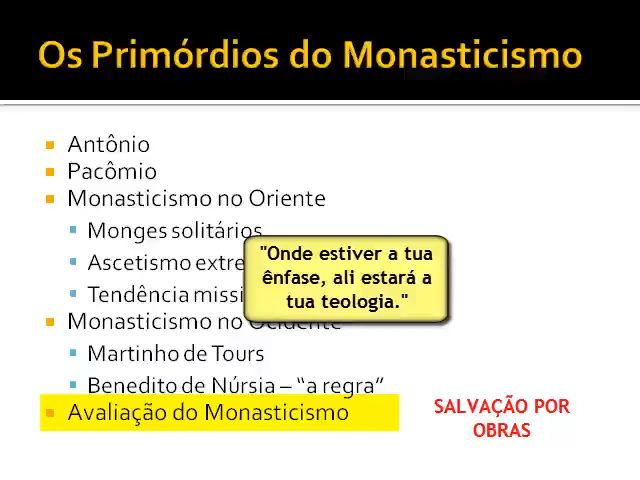 Os Primórdios do Monasticismo
Antônio
Pacômio
Monasticismo no Oriente
Monges solitários
Ascetismo extre
Tendência missi
"Onde estiver a tua
ênfase, ali estará a
tua teologia."
Monasticismo no Ocidente
Martinho de Tours
Benedito de Núrsia – “a regra”
Avaliação do Monasticismo
SALVAÇÃO POR
OBRAS